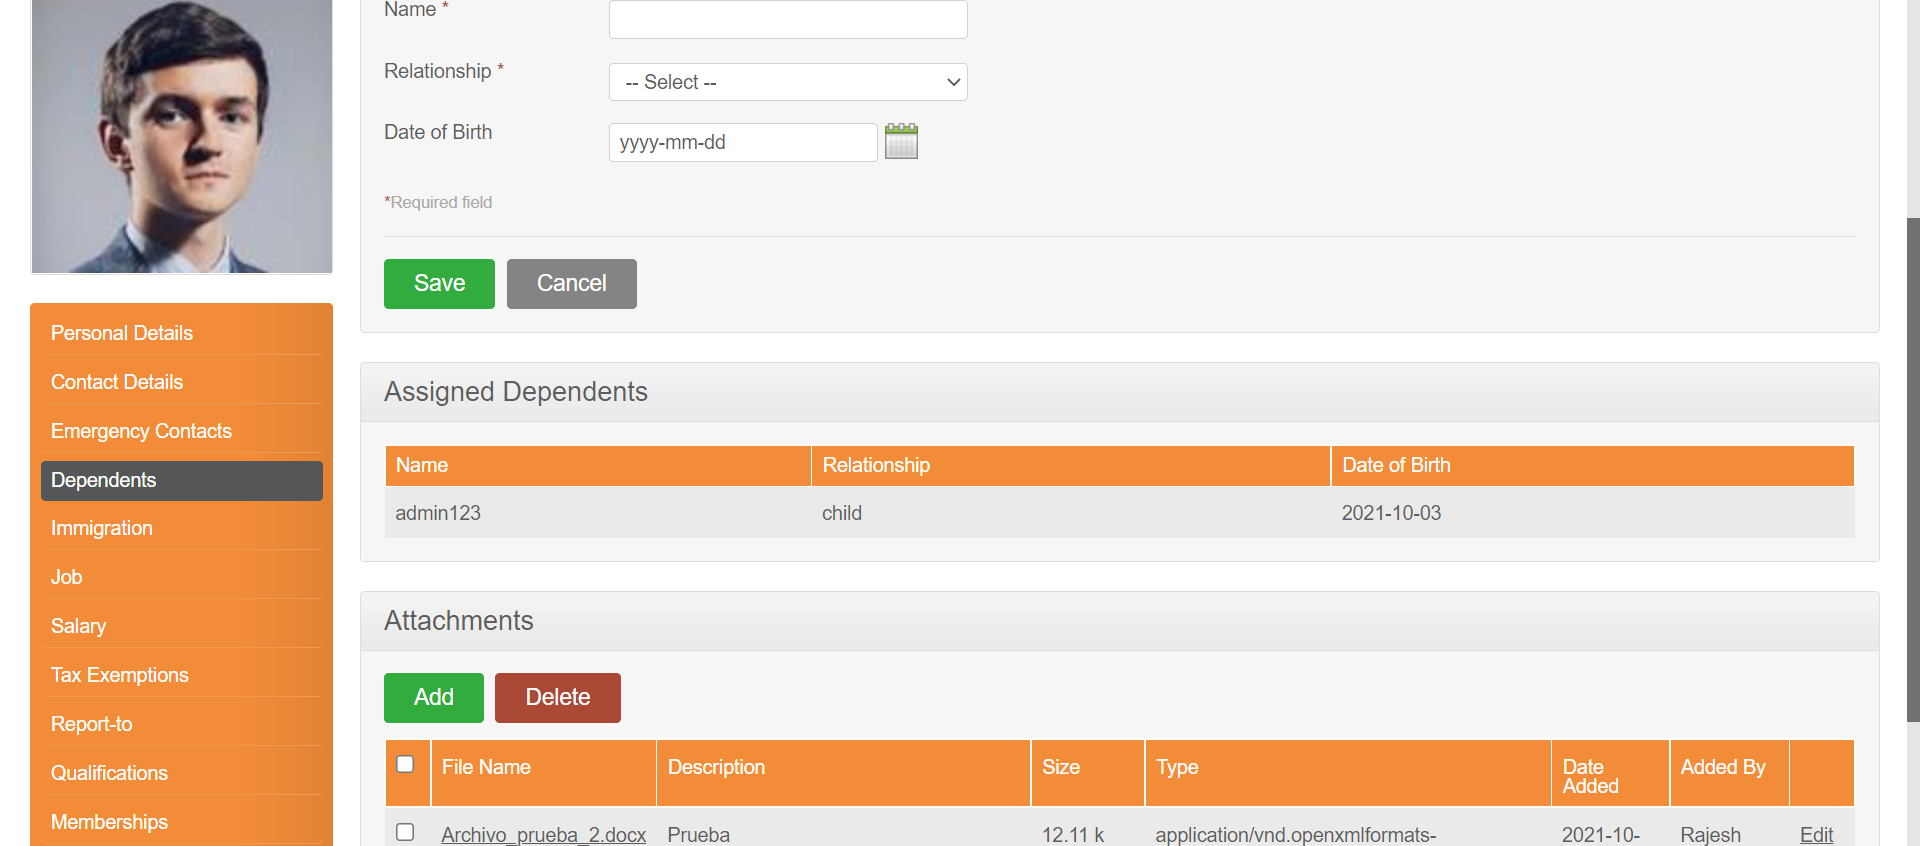 Name *
Relationship *
-- Select --
Date of Birth
yyyy-mm-dd
*Required field
Save
Cancel
Personal Details
Contact Details
Emergency Contacts
Dependents
Immigration
Job
Salary
Tax Exemptions
Report-to
Qualifications
Memberships
Assigned Dependents
Name Relationship Date of Birth
admin123 child 2021-10-03
Attachments
Add
Delete
File Name Description Size Type Date Added Added By
Archivo_prueba_2.docx Prueba 12.11 k application/vnd.openxmlformats- 2021-10- Rajesh Edit